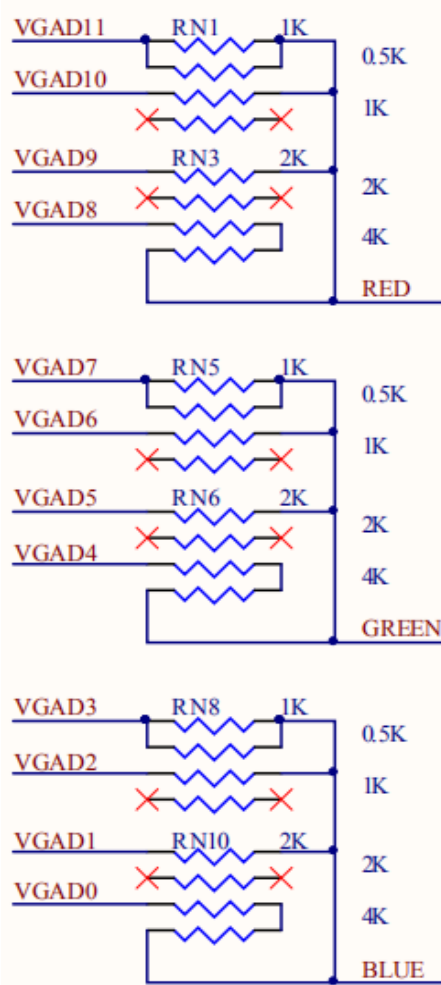 VGAD11 RN1 1K
0.5K
VGAD10
1K
VGAD9 RN3 2K
2K
VGAD8
4K
RED
VGAD7 RN5 1K
0.5K
VGAD6
1K
VGAD5 RN6 2K
2K
VGAD4
4K
GREEN
VGAD3 RN8 1K
0.5K
VGAD2
1K
VGAD1 RN10 2K
2K
VGAD0
4K
BLUE